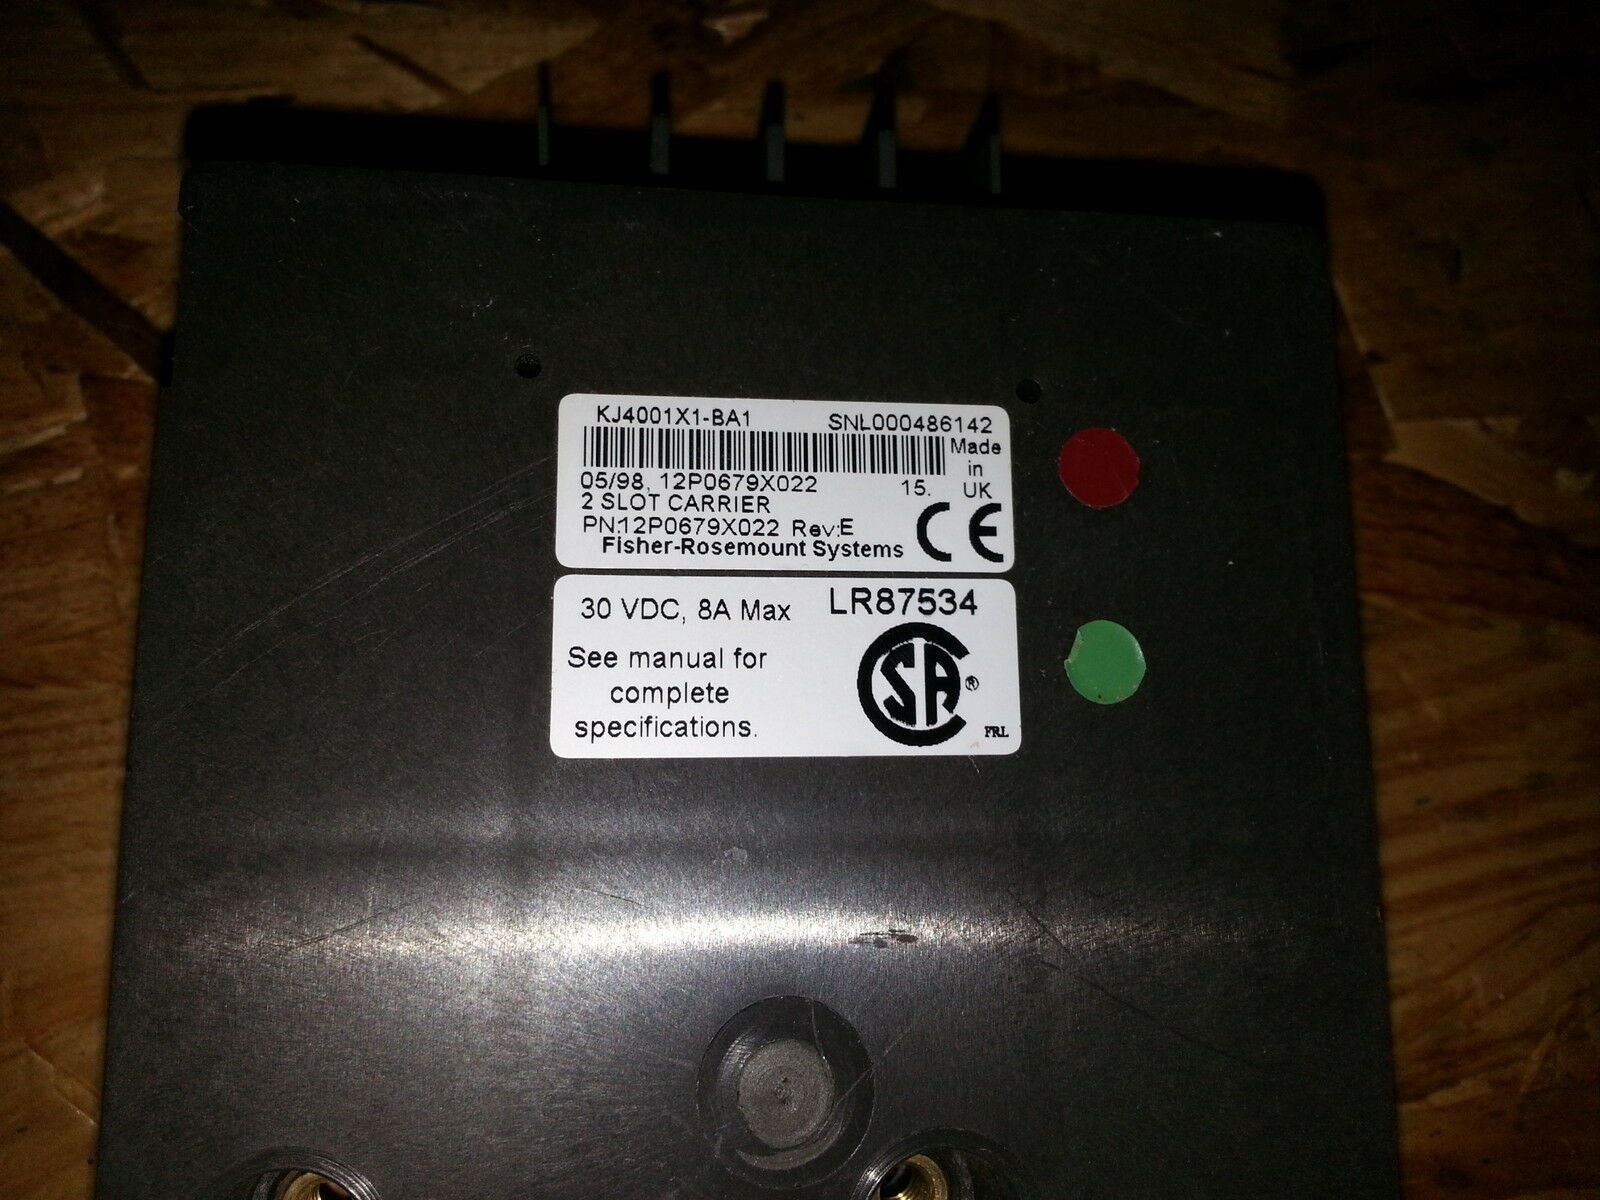 KJ4001X1-BA1 SNL000486142
Made
in
UK
05/98, 12P0679X022 15.
2 SLOT CARRIER
PN:12P0679X022 Rev:E
Fisher-Rosemount Systems CE
30 VDC, 8A Max LR87534
See manual for
complete
specifications.
CSA ®
FRL